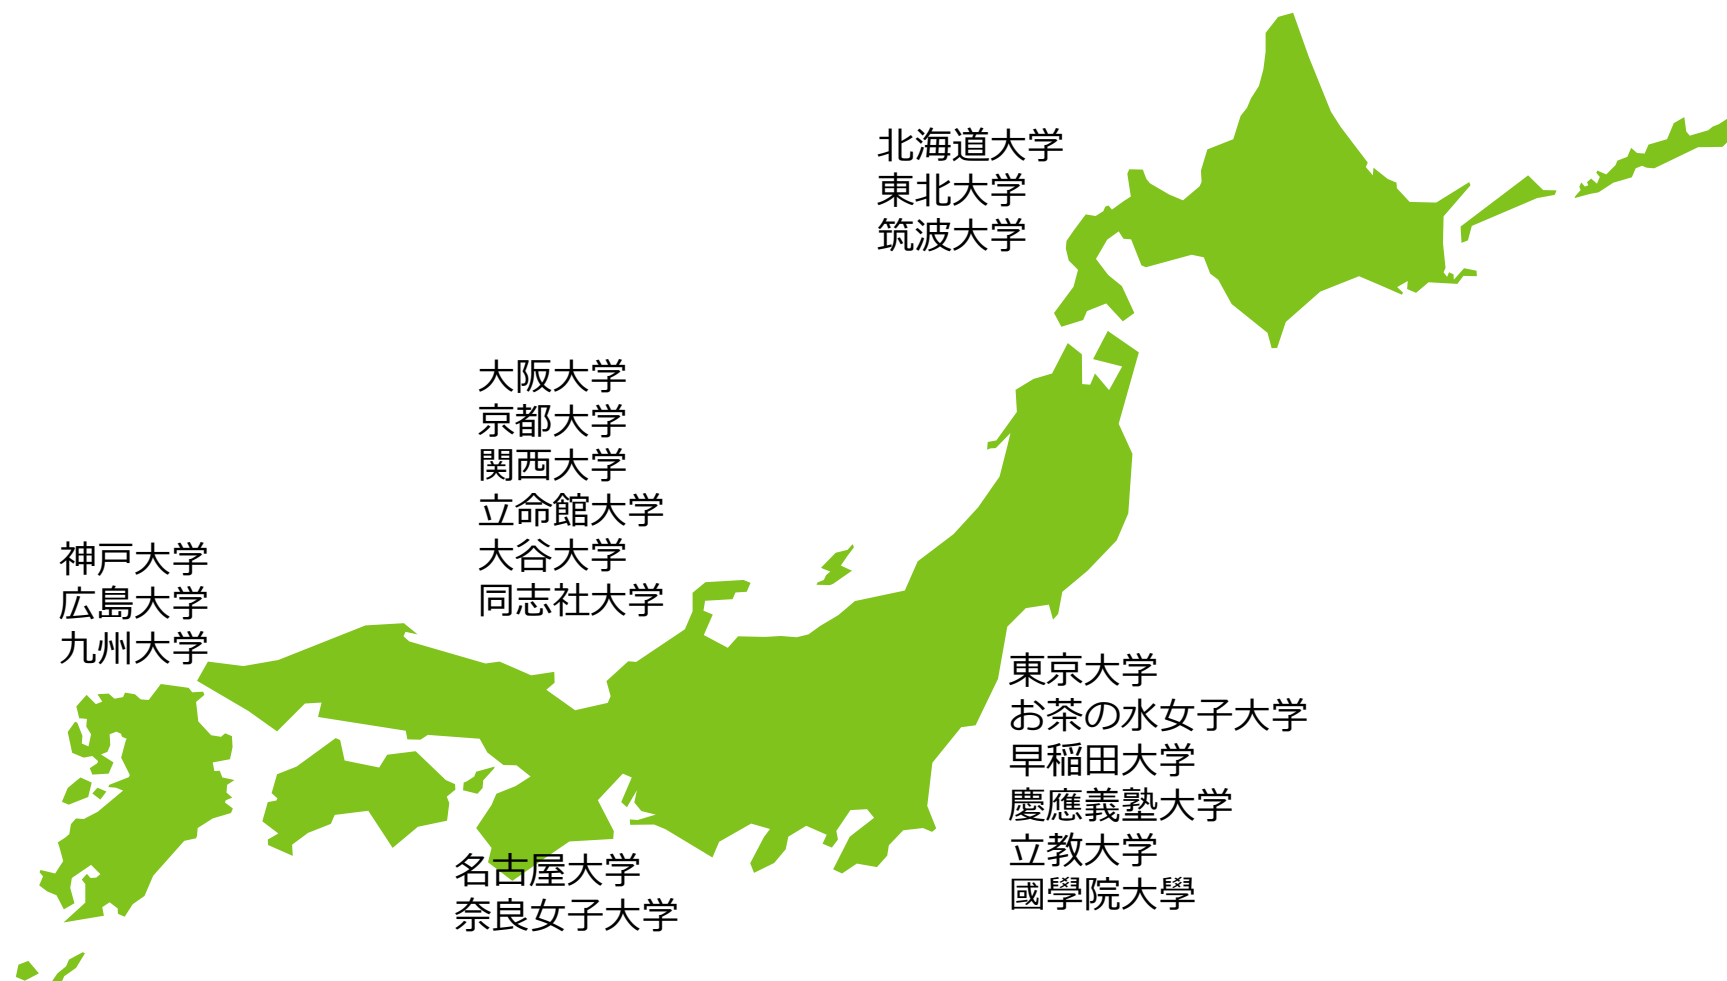 北海道大学
東北大学
筑波大学
大阪大学
京都大学
関西大学
立命館大学
大谷大学
同志社大学
神戸大学
広島大学
九州大学
東京大学
お茶の水女子大学
早稲田大学
慶應義塾大学
立教大学
國學院大學
名古屋大学
奈良女子大学